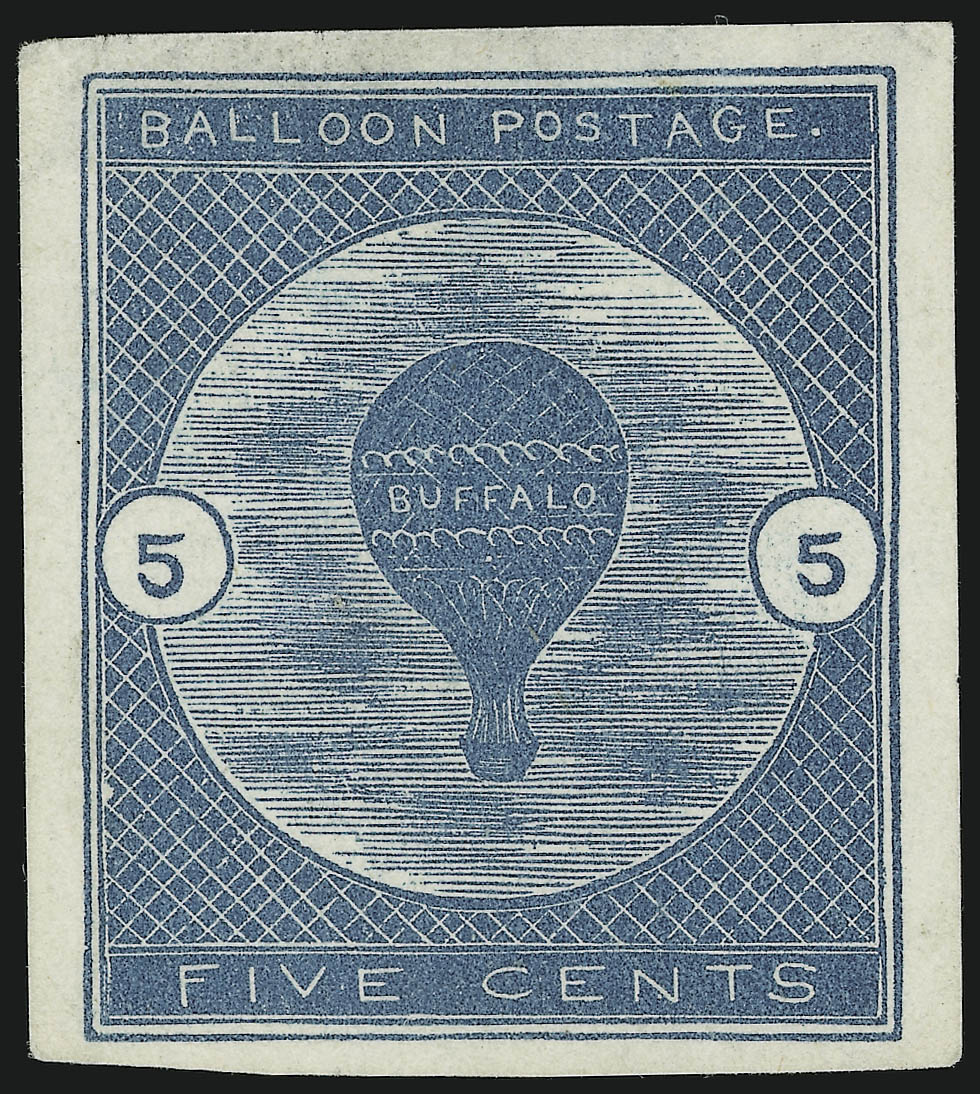 BALLOON POSTAGE.
BUFFALO
5
5
FIVE CENTS